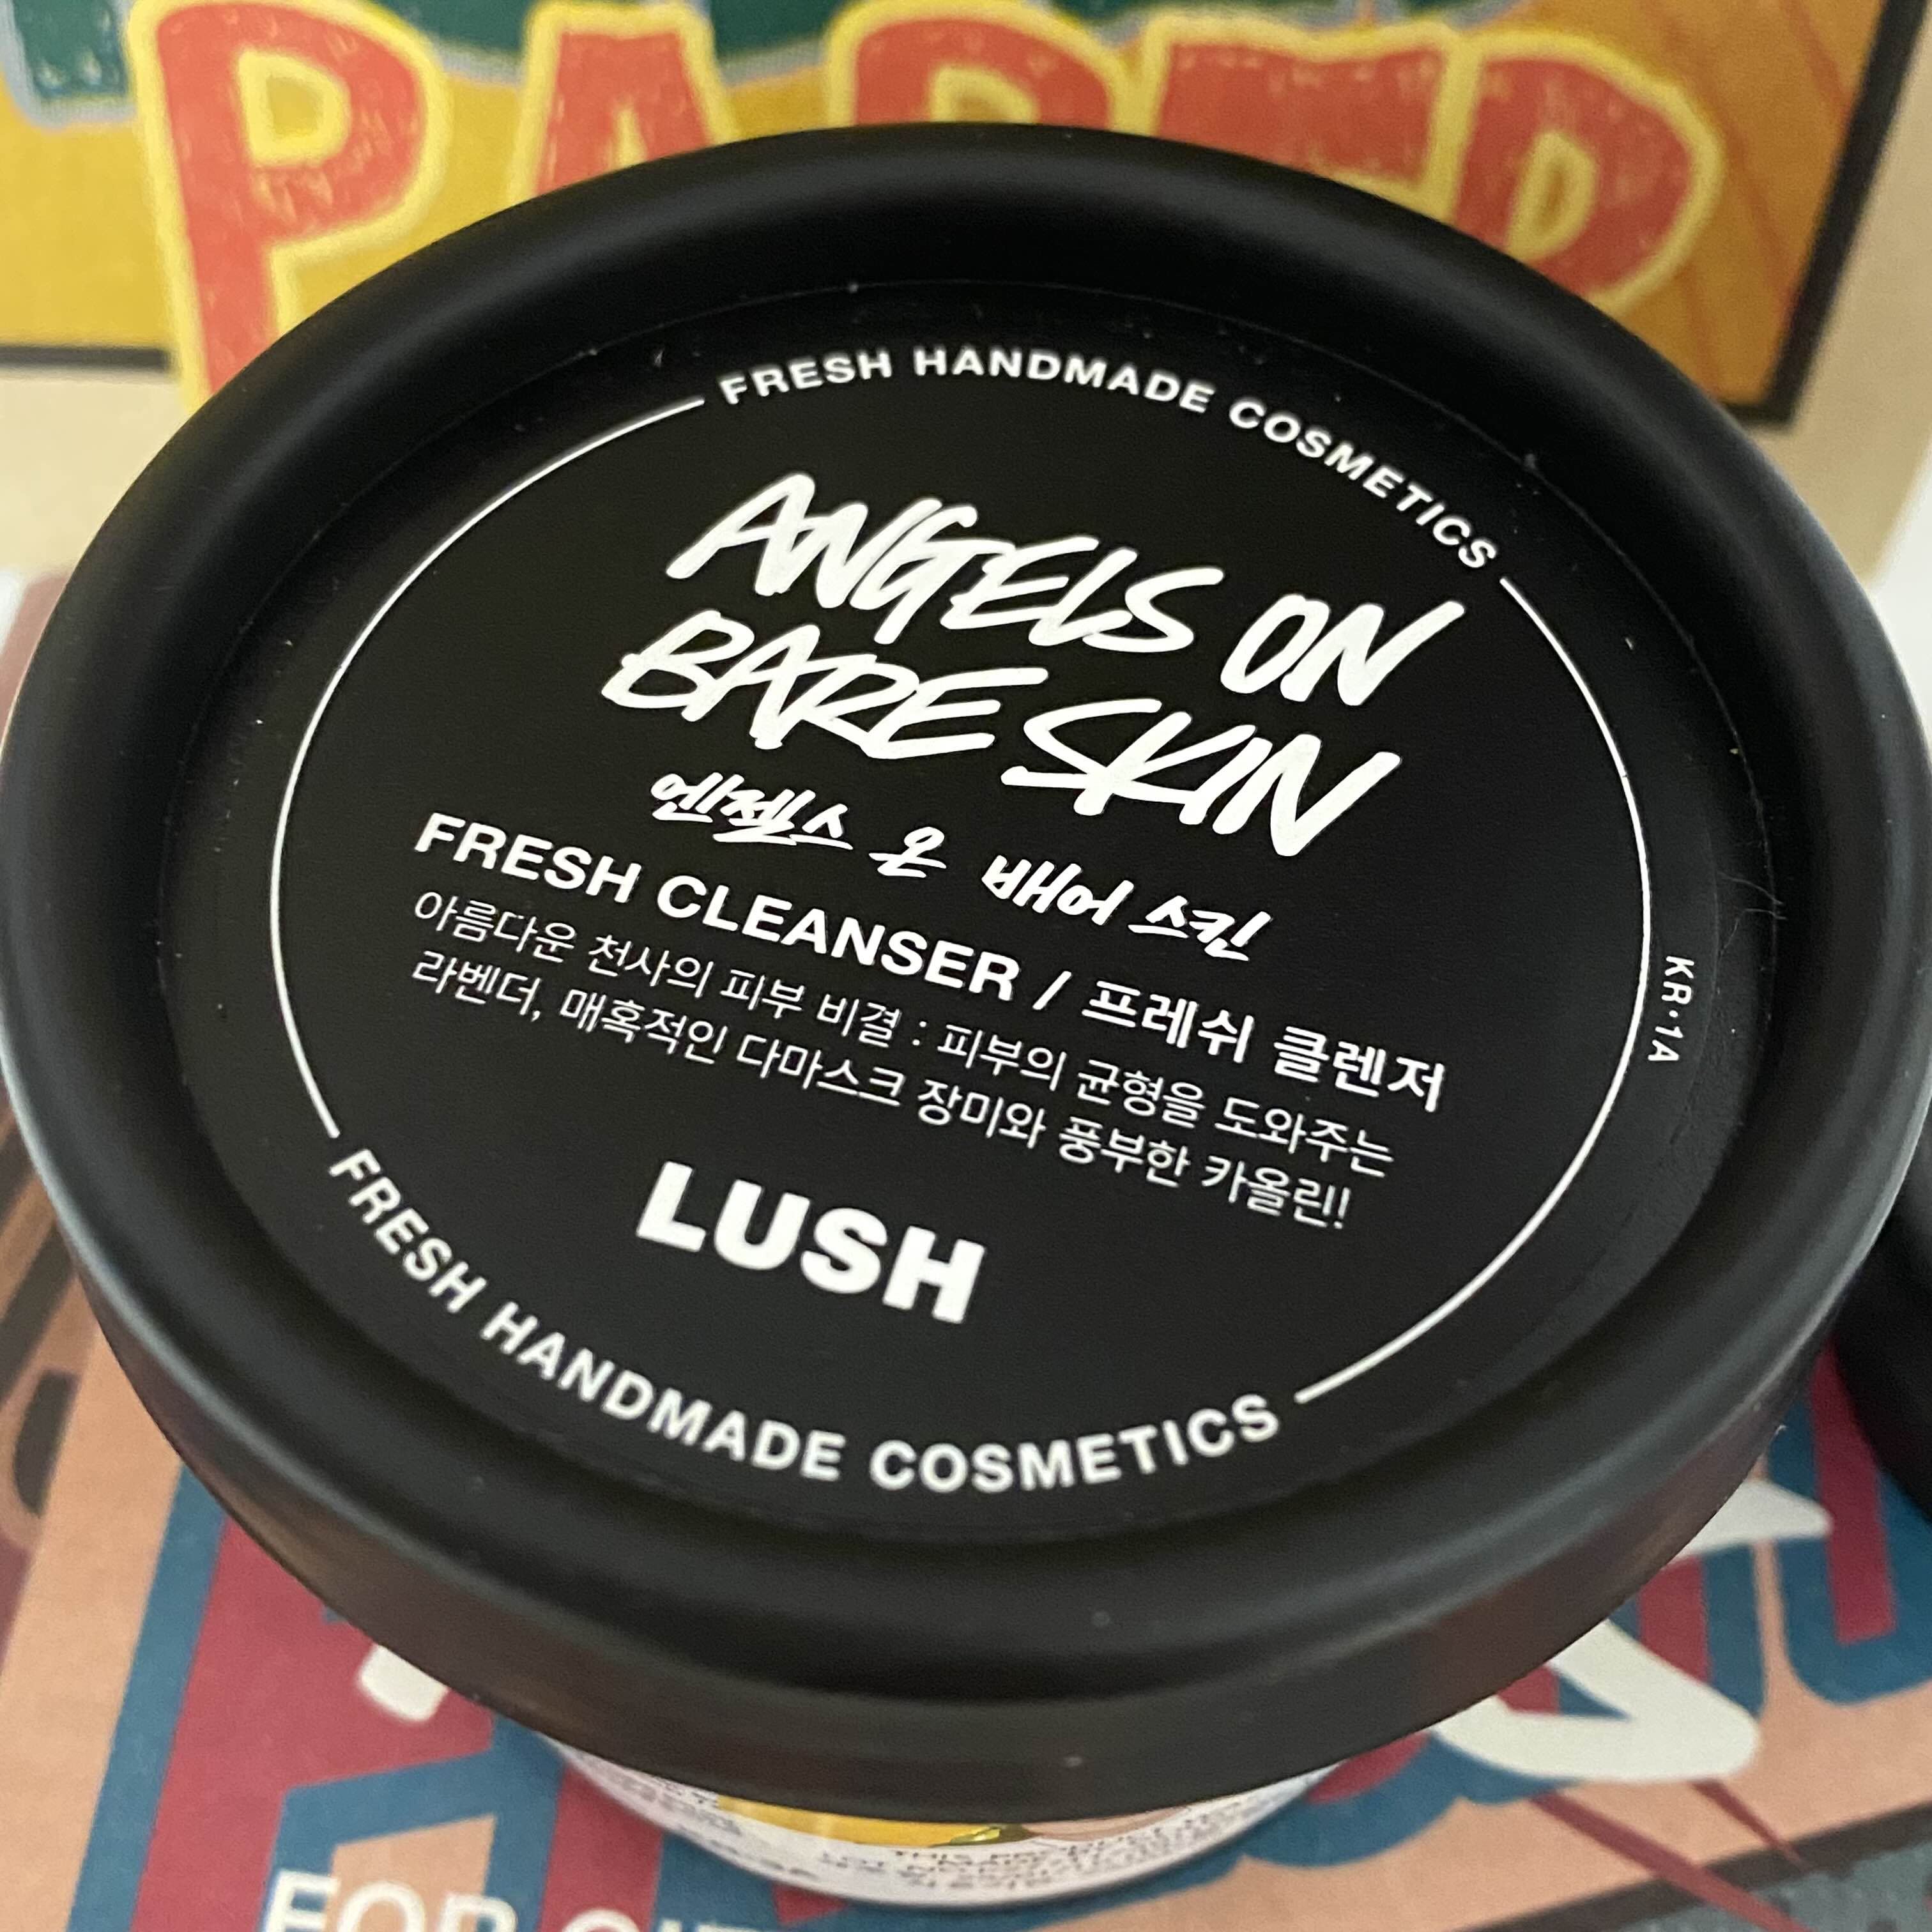 FRESH HANDMADE COSMETICS
ANGELS ON
BARE SKIN
엔젤스 온 배어 스킨
FRESH CLEANSER / 프레쉬 클렌저
아름다운 천사의 피부 비결 : 피부의 균형을 도와주는
라벤더, 매혹적인 다마스크 장미와 풍부한 카올린!
LUSH
FRESH HANDMADE COSMETICS
KR•1A
FOR